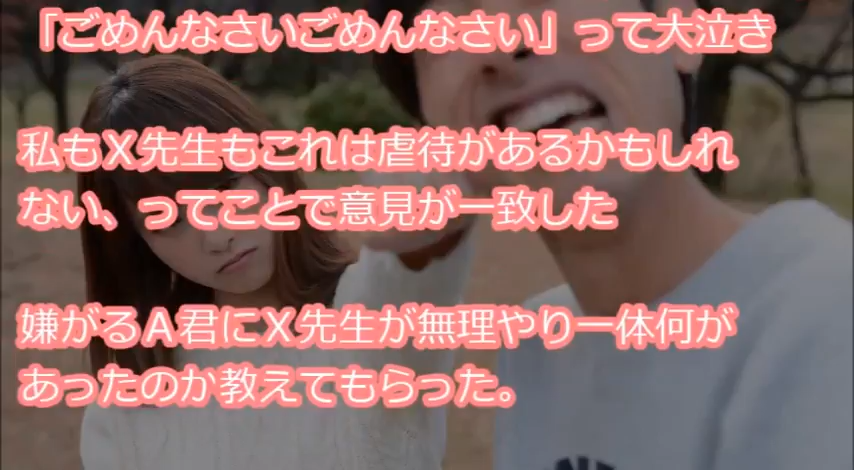 「ごめんなさいごめんなさい」って大泣き
私もX先生もこれは虐待があるかもしれ
ない、ってことで意見が一致した
嫌がるA君にX先生が無理やり一体何が
あったのか教えてもらった。